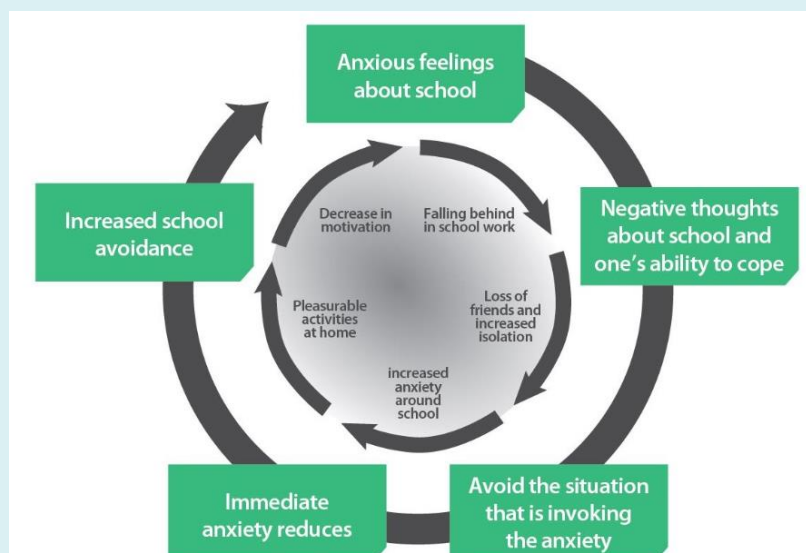 Anxious feelings
about school
Negative thoughts
about school and
one's ability to cope
Avoid the situation
that is invoking
the anxiety
Immediate
anxiety reduces
Increased school
avoidance
Falling behind
in school work
Loss of
friends and
increased
isolation
increased
anxiety
around
school
Pleasurable
activities
at home
Decrease in
motivation